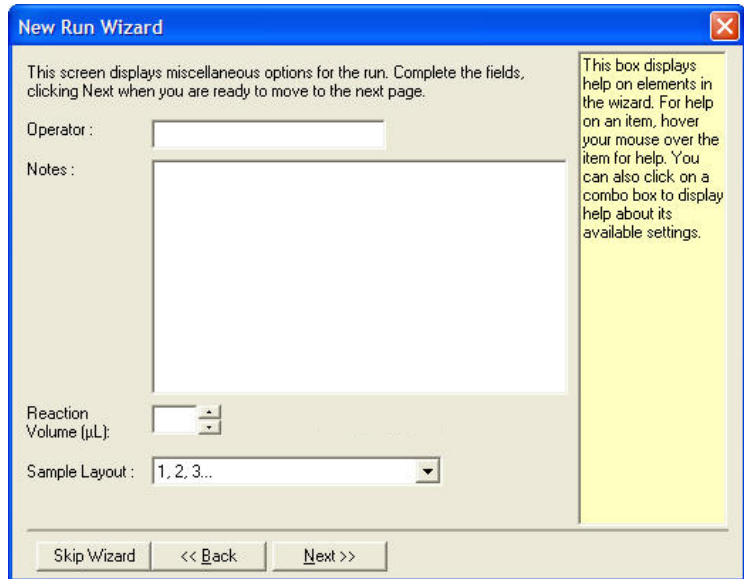 New Run Wizard
This screen displays miscellaneous options for the run. Complete the fields,
clicking Next when you are ready to move to the next page.
Operator :
Notes :
Reaction
Volume (µL):
Sample Layout : 1, 2, 3...
Skip Wizard << Back Next >>
This box displays
help on elements in
the wizard. For help
on an item, hover
your mouse over the
item for help. You
can also click on a
combo box to display
help about its
available settings.